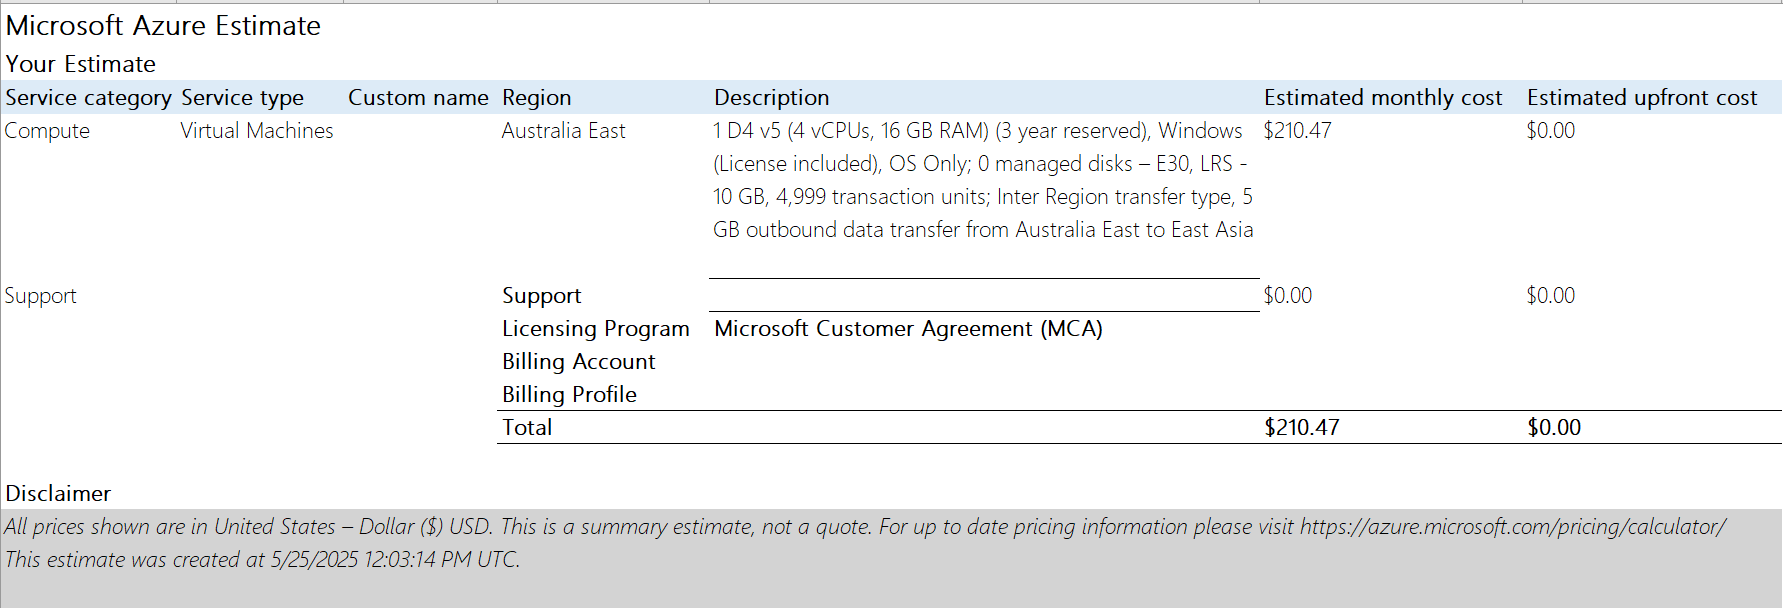 Microsoft Azure Estimate
Your Estimate
Service category Service type Custom name Region Description Estimated monthly cost Estimated upfront cost
Compute Virtual Machines Australia East 1 D4 v5 (4 vCPUs, 16 GB RAM) (3 year reserved), Windows $210.47 $0.00
(License included), OS Only; 0 managed disks – E30, LRS -
10 GB, 4,999 transaction units; Inter Region transfer type, 5
GB outbound data transfer from Australia East to East Asia
Support Support $0.00 $0.00
Licensing Program Microsoft Customer Agreement (MCA)
Billing Account
Billing Profile
Total $210.47 $0.00
Disclaimer
All prices shown are in United States – Dollar ($) USD. This is a summary estimate, not a quote. For up to date pricing information please visit https://azure.microsoft.com/pricing/calculator/
This estimate was created at 5/25/2025 12:03:14 PM UTC.